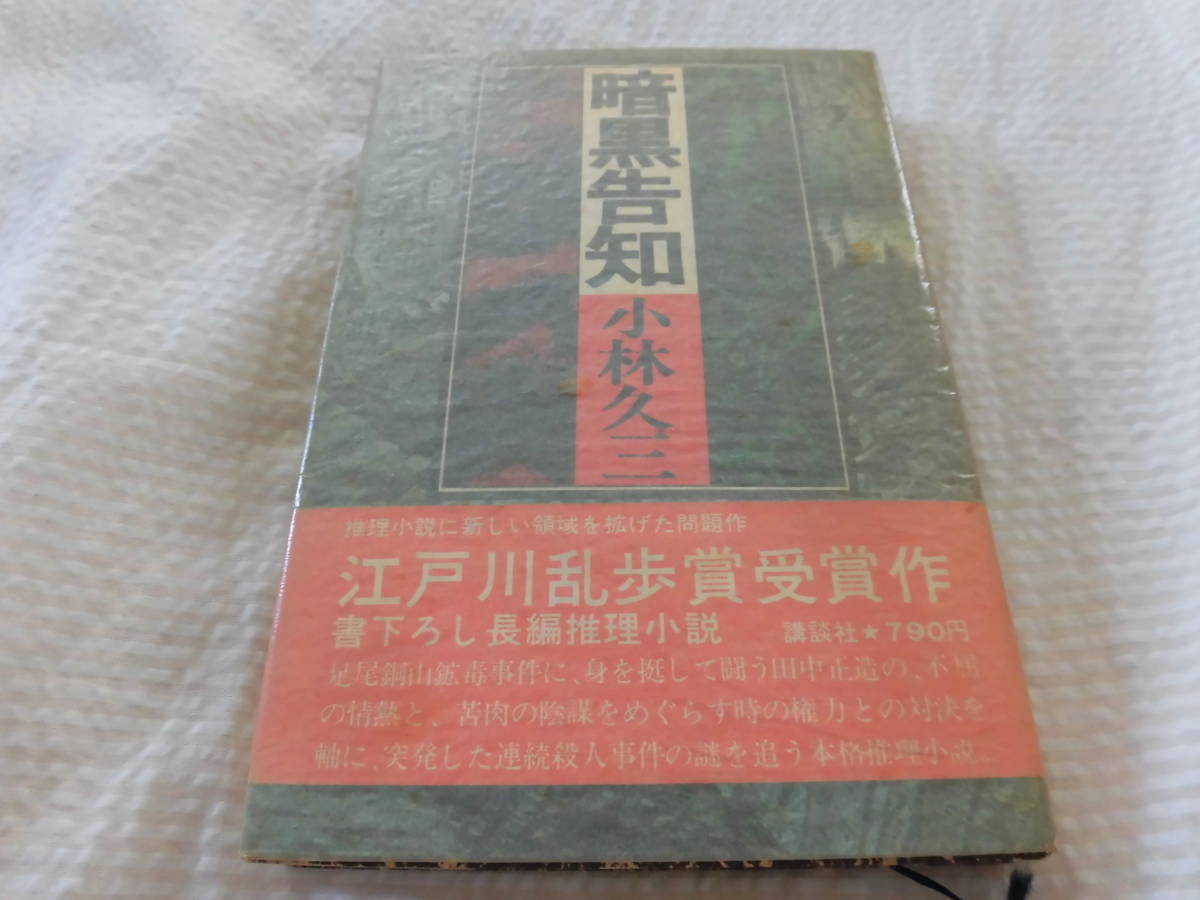 暗黒告知
小林久三
推理小説に新しい領域を拡げた問題作
江戸川乱歩賞受賞作
書下ろし長編推理小説 講談社★790円
足尾銅山鉱毒事件に、身を挺して闘う田中正造の、不屈
の情熱と、苦肉の陰謀をめぐらす時の権力との対決を
軸に、突発した連続殺人事件の謎を追う本格推理小説。